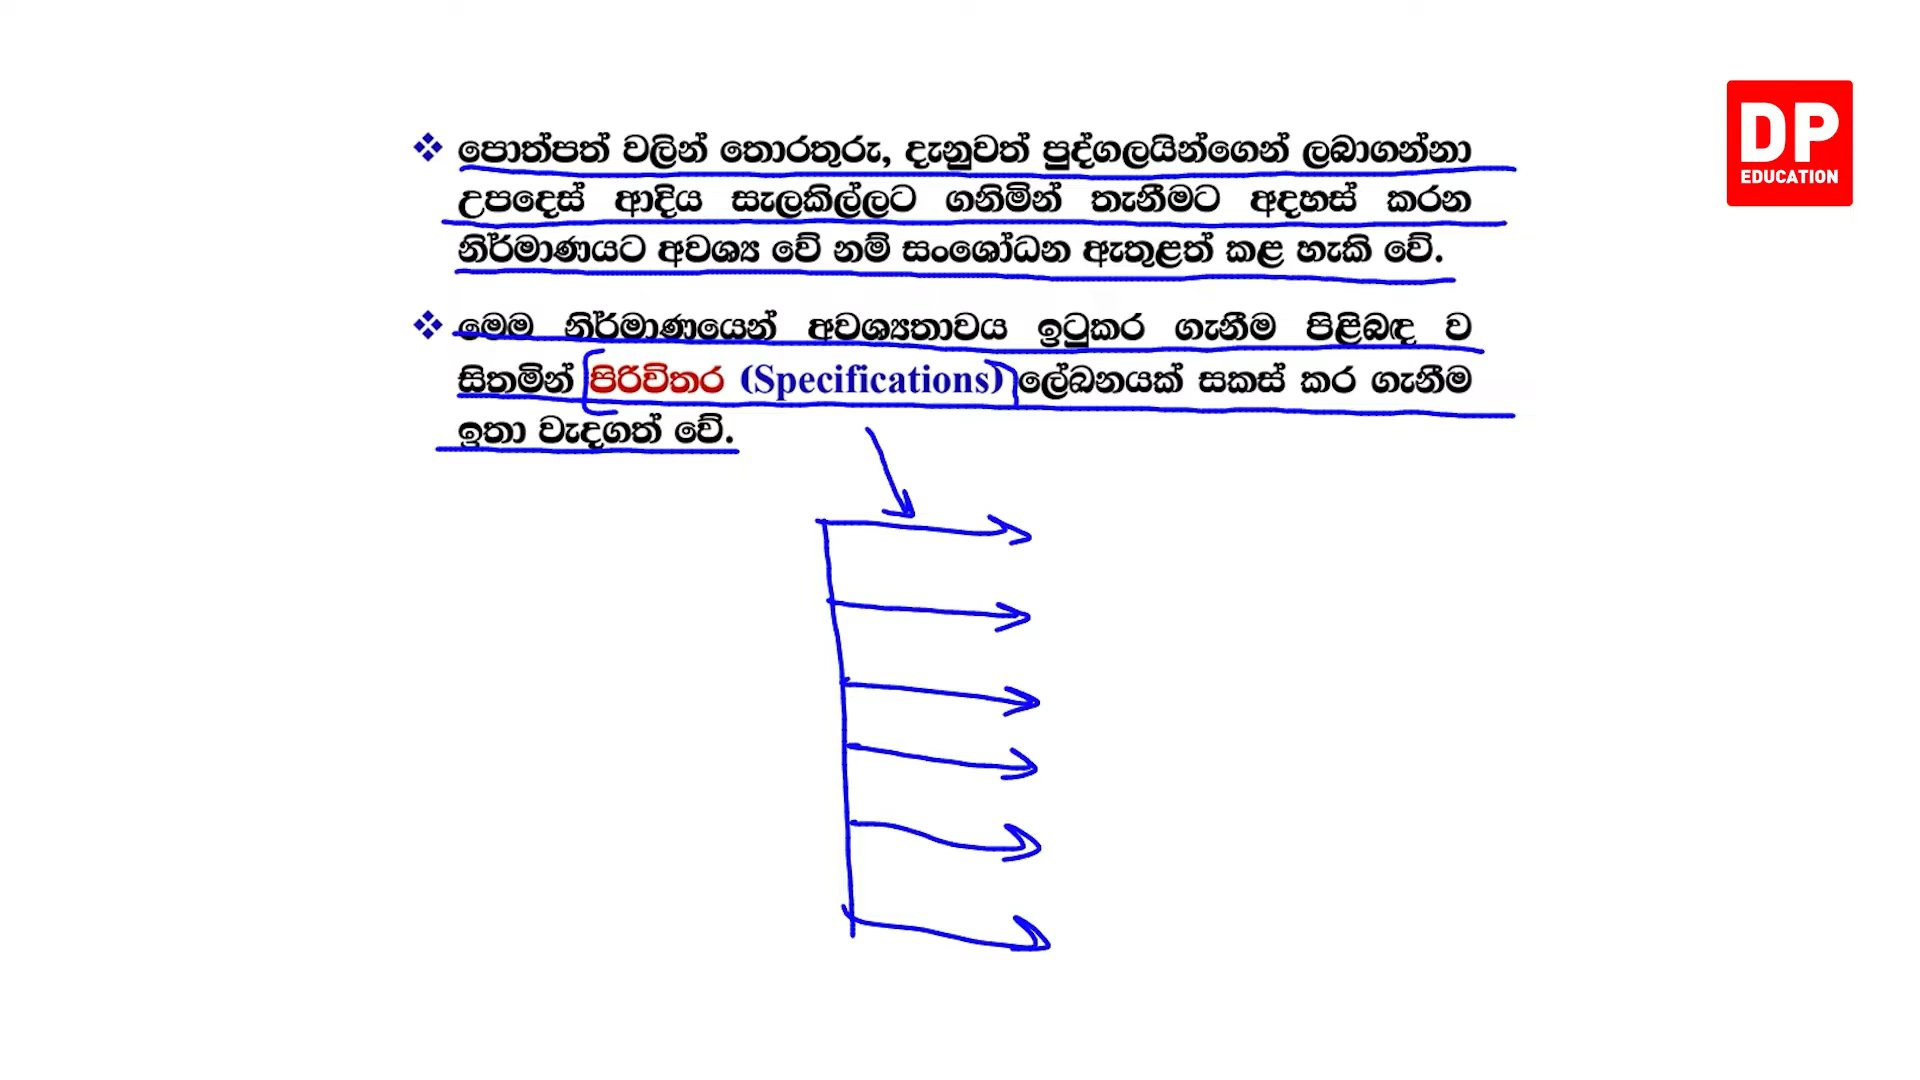 DP
EDUCATION
❖ පොත්පත් වලින් තොරතුරු, දැනුවත් පුද්ගලයින්ගෙන් ලබාගන්නා
උපදෙස් ආදිය සැලකිල්ලට ගනිමින් තැනීමට අදහස් කරන
නිර්මාණයට අවශ්‍ය වේ නම් සංශෝධන ඇතුළත් කළ හැකි වේ.
❖ මෙම නිර්මාණයෙන් අවශ්‍යතාවය ඉටුකර ගැනීම පිළිබඳ ව
සිතමින් පිරිවිතර (Specifications) ලේඛනයක් සකස් කර ගැනීම
ඉතා වැදගත් වේ.